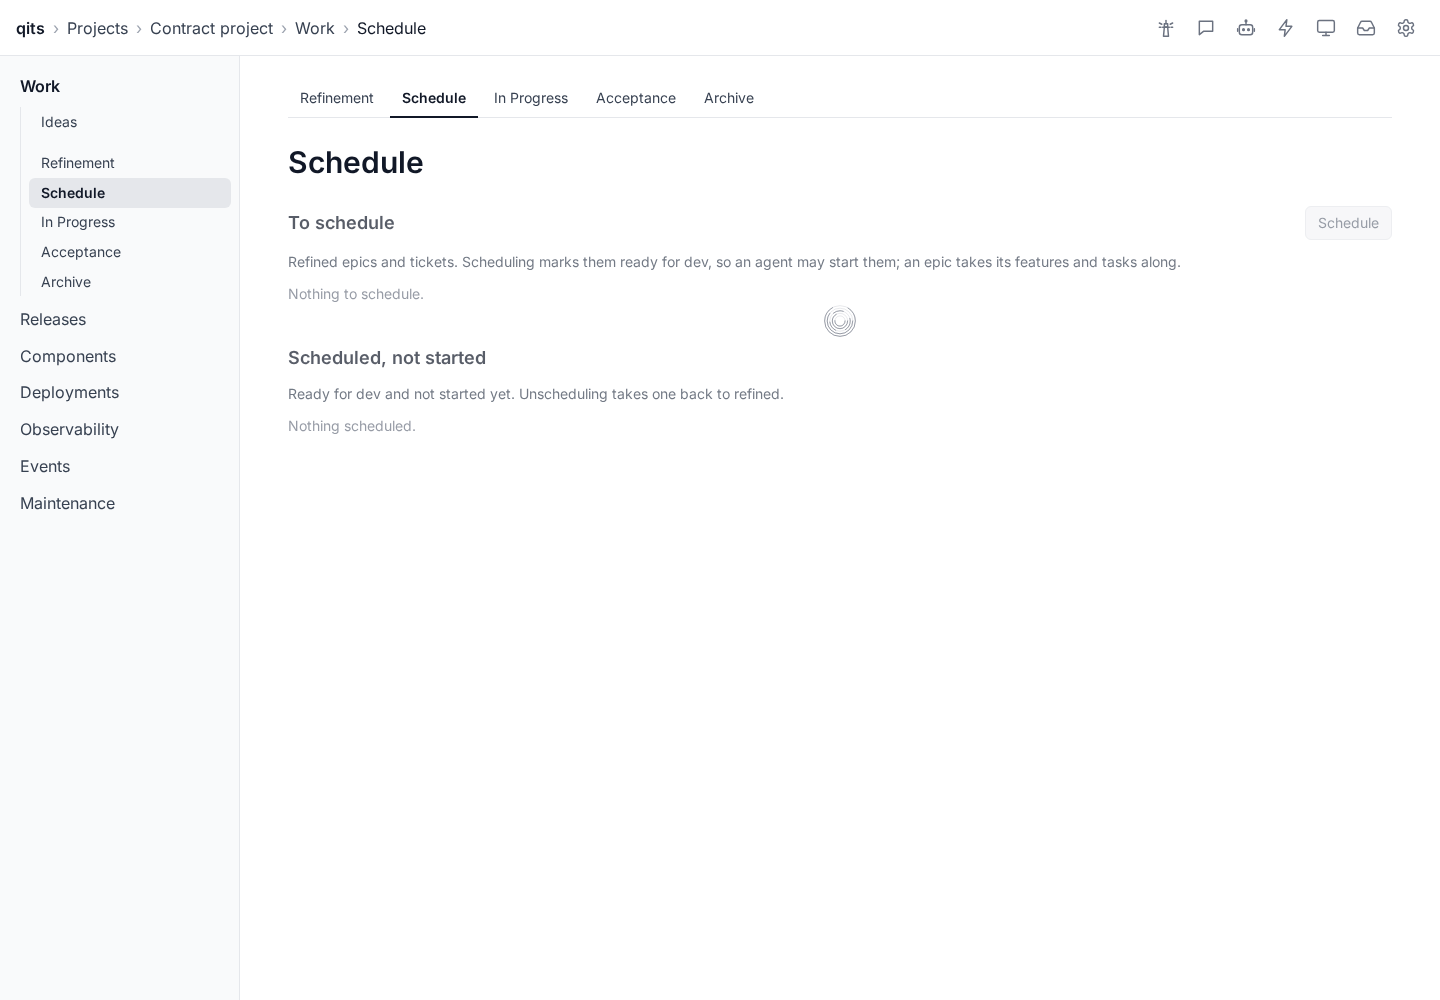 qits › Projects › Contract project › Work › Schedule
Work
Ideas
Refinement
Schedule
In Progress
Acceptance
Archive
Releases
Components
Deployments
Observability
Events
Maintenance
Refinement Schedule In Progress Acceptance Archive
Schedule
To schedule
Schedule
Refined epics and tickets. Scheduling marks them ready for dev, so an agent may start them; an epic takes its features and tasks along.
Nothing to schedule.
Scheduled, not started
Ready for dev and not started yet. Unscheduling takes one back to refined.
Nothing scheduled.